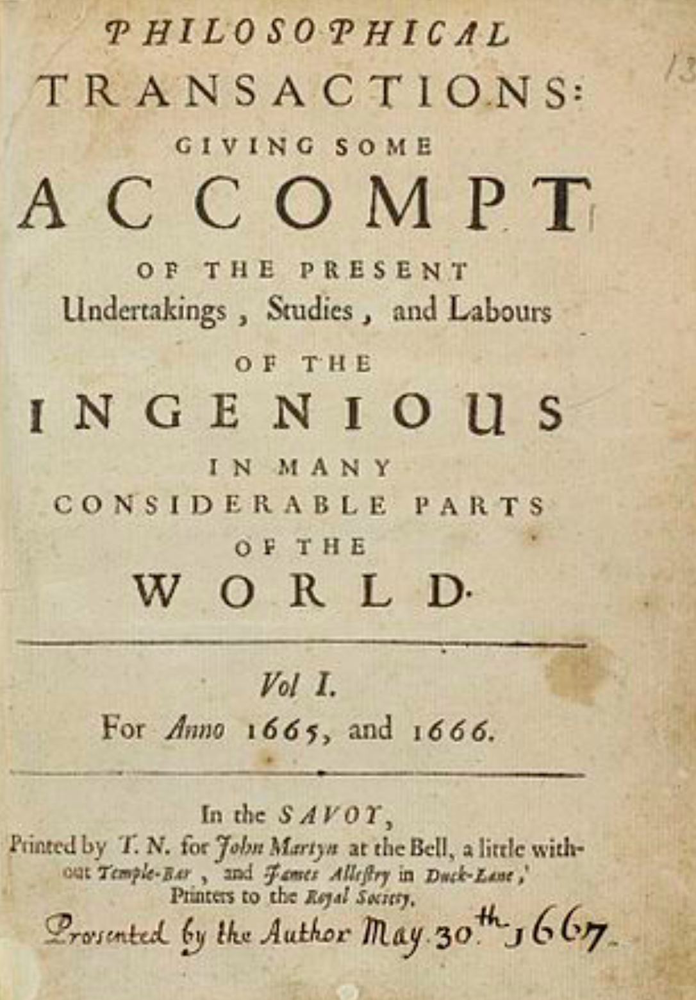 PHILOSOPHICAL
TRANSACTIONS:
GIVING SOME
ACCOMPT
OF THE PRESENT
Undertakings, Studies, and Labours
OF THE
INGENIOUS
IN MANY
CONSIDERABLE PARTS
OF THE
WORLD.
Vol I.
For Anno 1665, and 1666.
In the SAVOY,
Printed by T. N. for John Martyn at the Bell, a little with-
out Temple-Bar, and James Alleſtry in Duck-Lane,
Printers to the Royal Society.
Presented by the Author May. 30th 1667